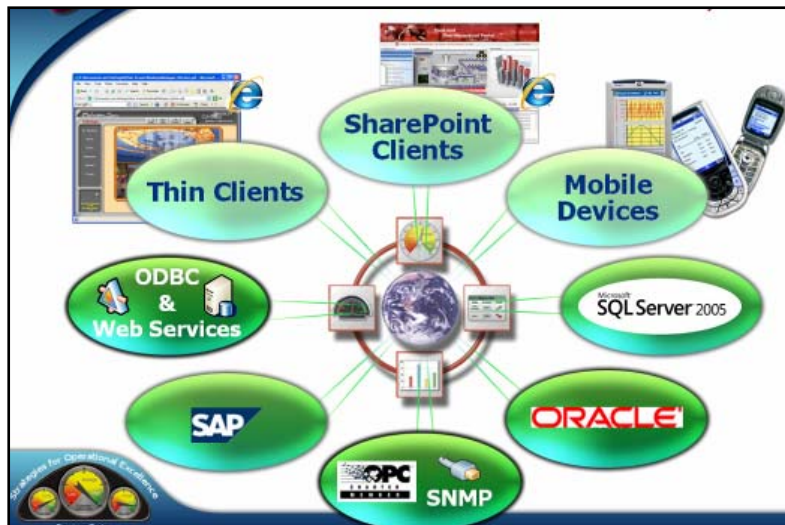 SharePoint
Clients
Thin Clients
Mobile
Devices
ODBC
&
Web Services
Microsoft
SQL Server 2005
SAP
ORACLE
OPC
SNMP
Strategies for Operational Excellence